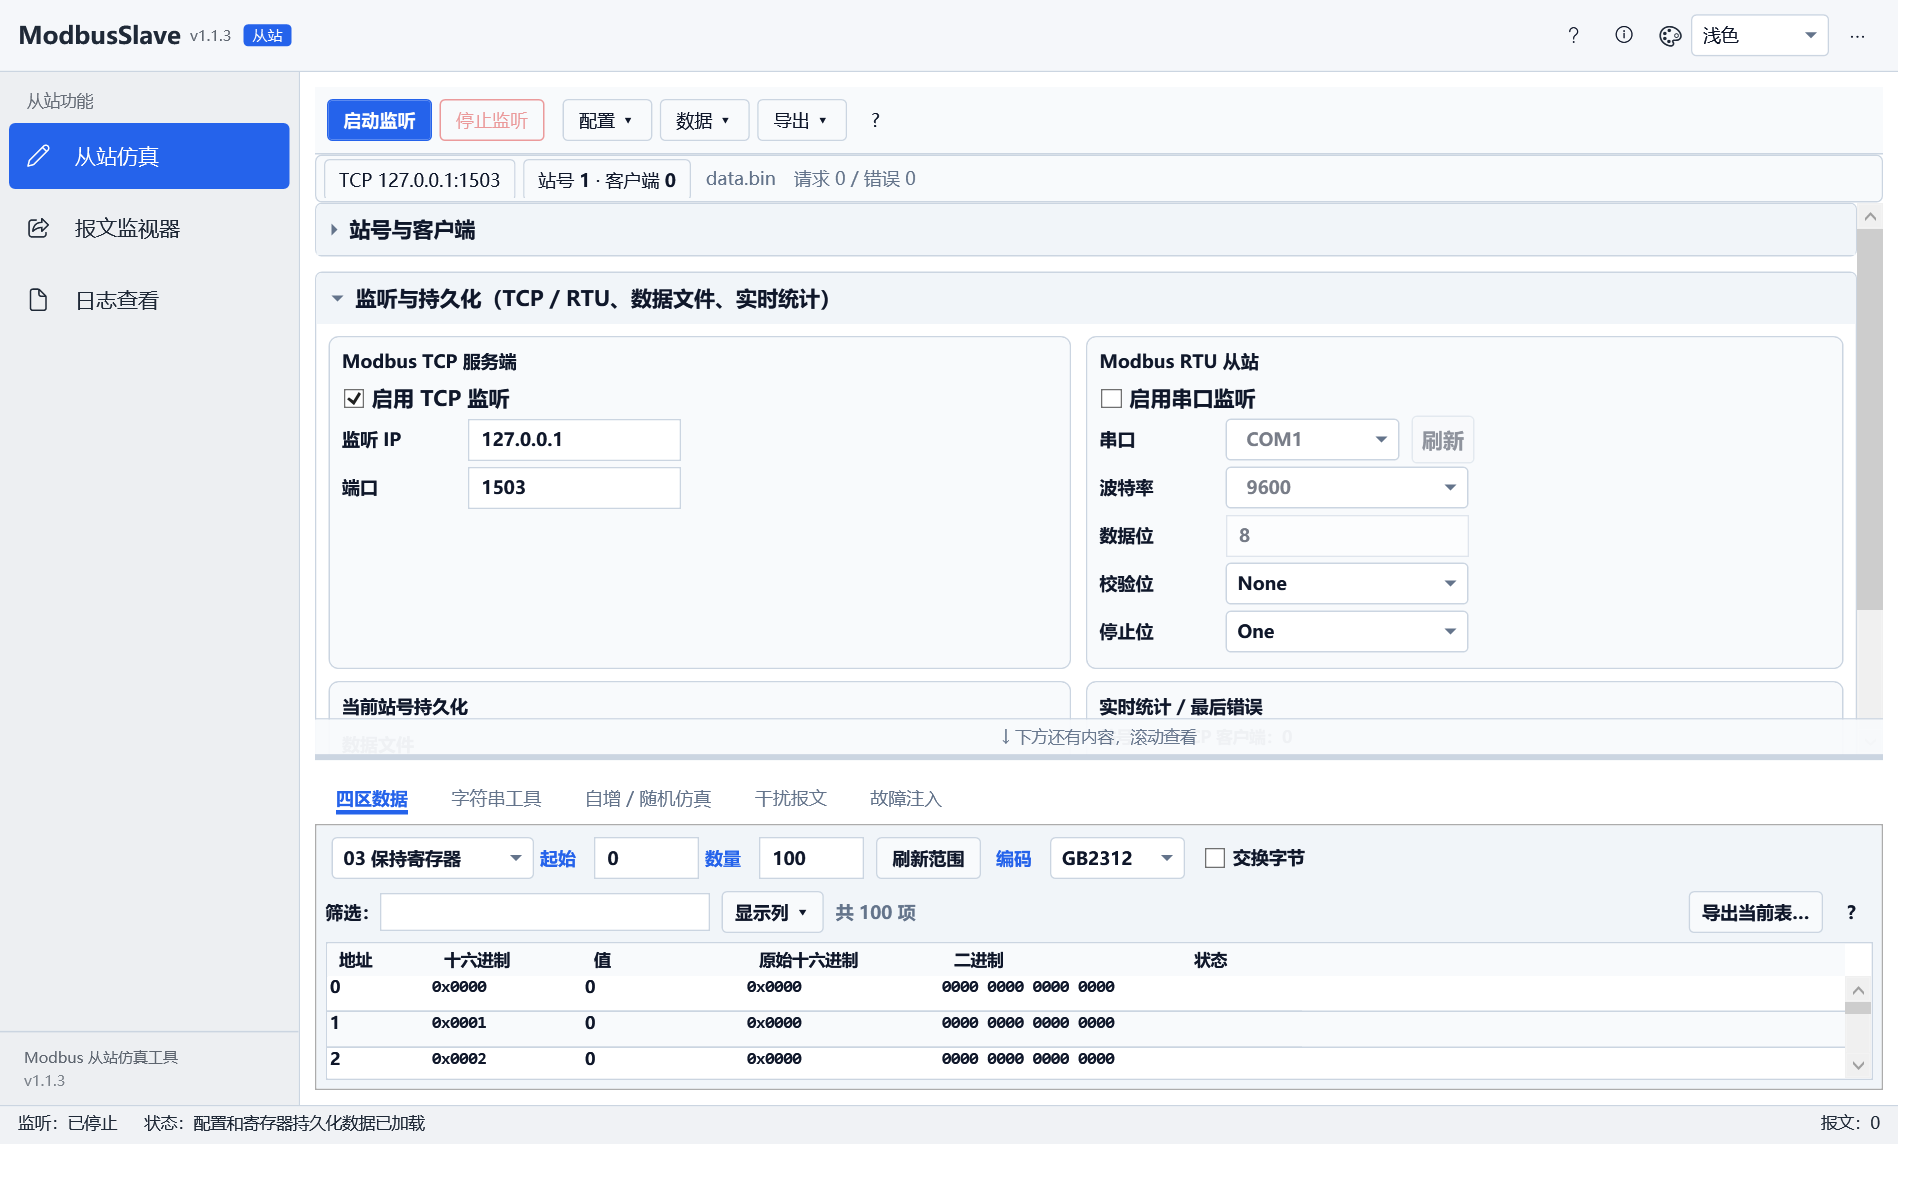 ModbusSlave v1.1.3 从站
? 浅色 ...
从站功能
从站仿真
报文监视器
日志查看
启动监听 停止监听 配置 ▾ 数据 ▾ 导出 ▾ ?
TCP 127.0.0.1:1503 站号 1 · 客户端 0 data.bin 请求 0 / 错误 0
站号与客户端
监听与持久化（TCP / RTU、数据文件、实时统计）
Modbus TCP 服务端
启用 TCP 监听
监听 IP 127.0.0.1
端口 1503
Modbus RTU 从站
启用串口监听
串口 COM1 刷新
波特率 9600
数据位 8
校验位 None
停止位 One
当前站号持久化
数据文件
实时统计 / 最后错误
↓ 下方还有内容，滚动查看
P 客户端：0
四区数据 字符串工具 自增 / 随机仿真 干扰报文 故障注入
03 保持寄存器 起始 0 数量 100 刷新范围 编码 GB2312 交换字节
筛选： 显示列 ▾ 共 100 项 导出当前表... ?
地址 十六进制 值 原始十六进制 二进制 状态
0 0x0000 0 0x0000 0000 0000 0000 0000
1 0x0001 0 0x0000 0000 0000 0000 0000
2 0x0002 0 0x0000 0000 0000 0000 0000
Modbus 从站仿真工具
v1.1.3
监听：已停止 状态：配置和寄存器持久化数据已加载 报文：0